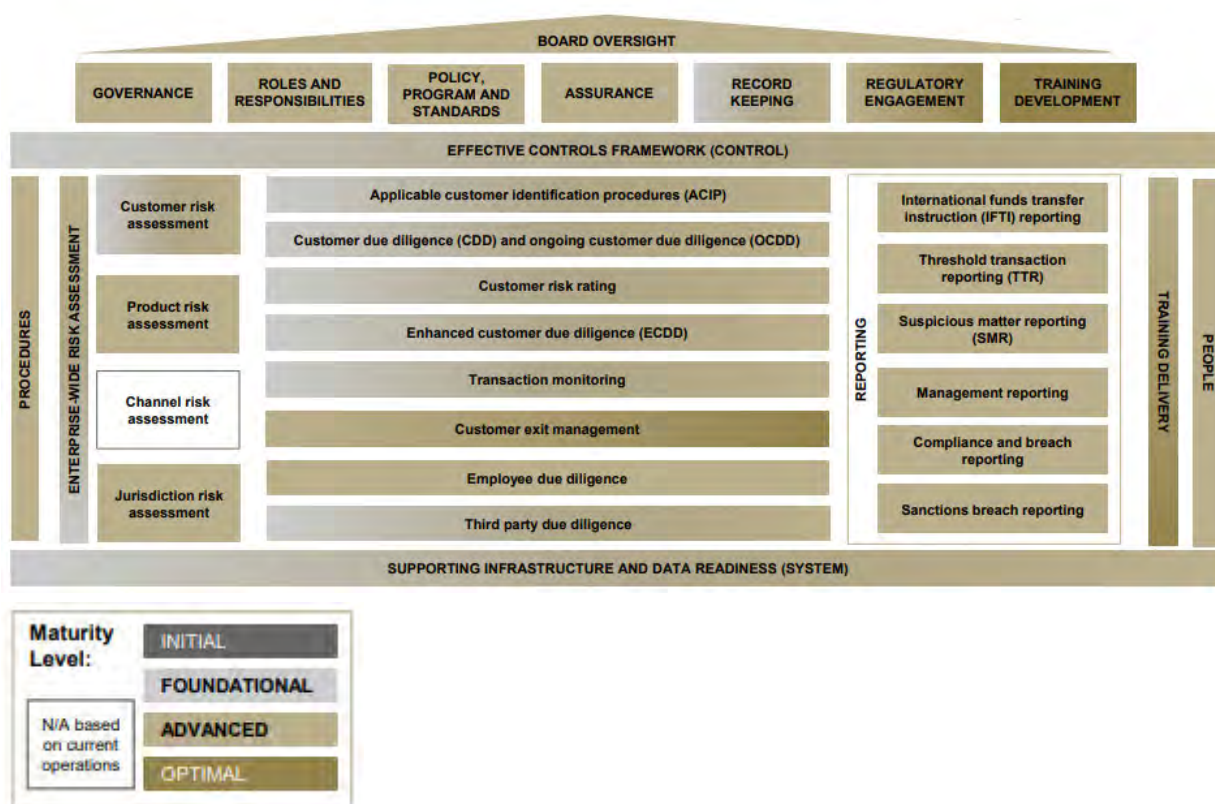 BOARD OVERSIGHT
GOVERNANCE
ROLES AND
RESPONSIBILITIES
POLICY,
PROGRAM AND
STANDARDS
ASSURANCE
RECORD
KEEPING
REGULATORY
ENGAGEMENT
TRAINING
DEVELOPMENT
EFFECTIVE CONTROLS FRAMEWORK (CONTROL)
PROCEDURES
ENTERPRISE-WIDE RISK ASSESSMENT
Customer risk
assessment
Product risk
assessment
Channel risk
assessment
Jurisdiction risk
assessment
Applicable customer identification procedures (ACIP)
Customer due diligence (CDD) and ongoing customer due diligence (OCDD)
Customer risk rating
Enhanced customer due diligence (ECDD)
Transaction monitoring
Customer exit management
Employee due diligence
Third party due diligence
REPORTING
International funds transfer
instruction (IFTI) reporting
Threshold transaction
reporting (TTR)
Suspicious matter reporting
(SMR)
Management reporting
Compliance and breach
reporting
Sanctions breach reporting
TRAINING DELIVERY
PEOPLE
SUPPORTING INFRASTRUCTURE AND DATA READINESS (SYSTEM)
Maturity
Level:
N/A based
on current
operations
INITIAL
FOUNDATIONAL
ADVANCED
OPTIMAL